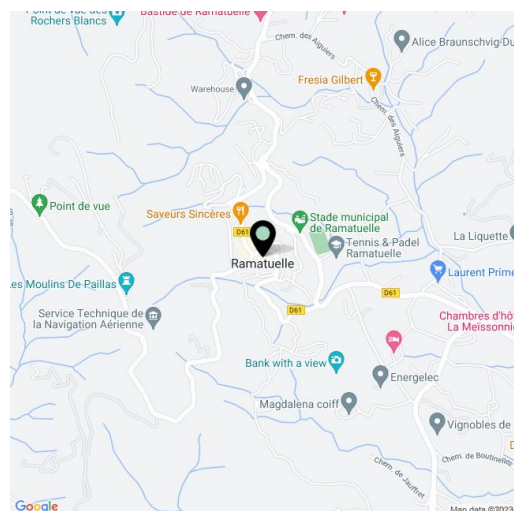 Point de vue des
Rochers Blancs
Bastide de Ramatuelle
Chem. des Aiguiers
Alice Braunschvig-Du
Fresia Gilbert
Warehouse
Chem. des Aiguiers
Point de vue
Saveurs Sincères
Stade municipal
de Ramatuelle
D61
Tennis & Padel
Ramatuelle
La Liquette
Ramatuelle
Laurent Prime
Les Moulins De Paillas
D61
D61
Service Technique de
la Navigation Aérienne
Chambres d'hô
La Meïssonni
Bank with a view
Energelec
Magdalena coiff
Vignobles de
Chem. de Boutinelles
Chem. de Jauffret
Google
Map data ©2023